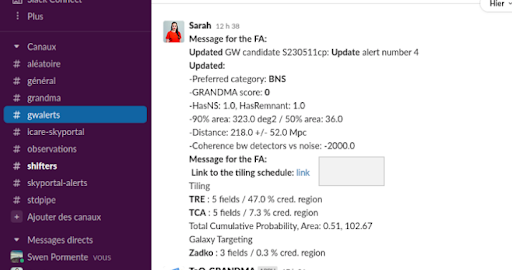 Slack Connect
Plus
Hier
Canaux
# aléatoire
# général
# grandma
# gwalerts
# icare-skyportal
# observations
# shifters
# skyportal-alerts
# stdpipe
+ Ajouter des canaux
Messages directs
Swen Pormente vous
Sarah 12 h 38
Message for the FA:
Updated GW candidate S230511cp: Update alert number 4
Updated:
-Preferred category: BNS
-GRANDMA score: 0
-HasNS: 1.0, HasRemnant: 1.0
-90% area: 323.0 deg2 / 50% area: 36.0
-Distance: 218.0 +/- 52.0 Mpc
-Coherence bw detectors vs noise: -2000.0
Message for the FA:
Link to the tiling schedule: link
Tiling
TRE : 5 fields / 47.0 % cred. region
TCA : 5 fields / 7.3 % cred. region
Total Cumulative Probability, Area: 0.51, 102.67
Galaxy Targeting
Zadko : 3 fields / 0.3 % cred. region